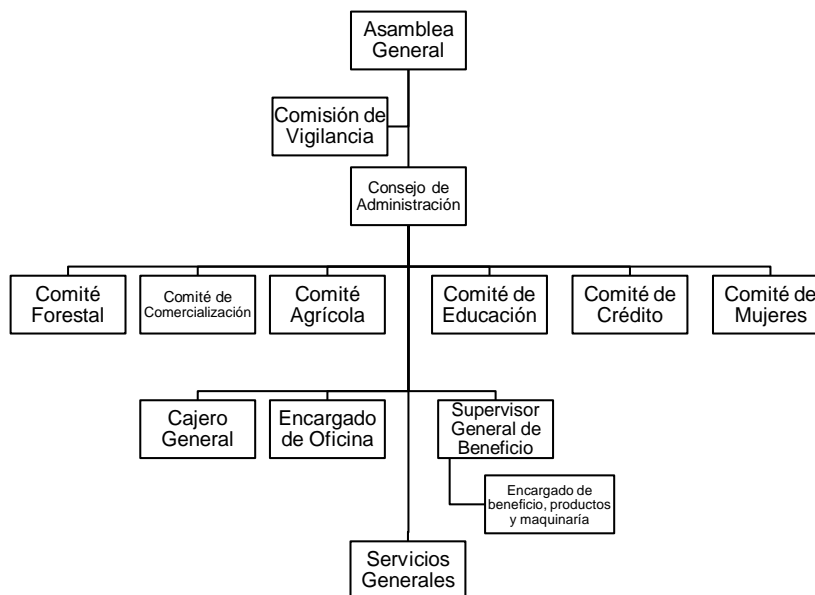 Asamblea
General
Comisión de
Vigilancia
Consejo de
Administración
Comité
Forestal
Comité de
Comercialización
Comité
Agrícola
Comité de
Educación
Comité de
Crédito
Comité de
Mujeres
Cajero
General
Encargado
de Oficina
Supervisor
General de
Beneficio
Encargado de
beneficio, productos
y maquinaría
Servicios
Generales